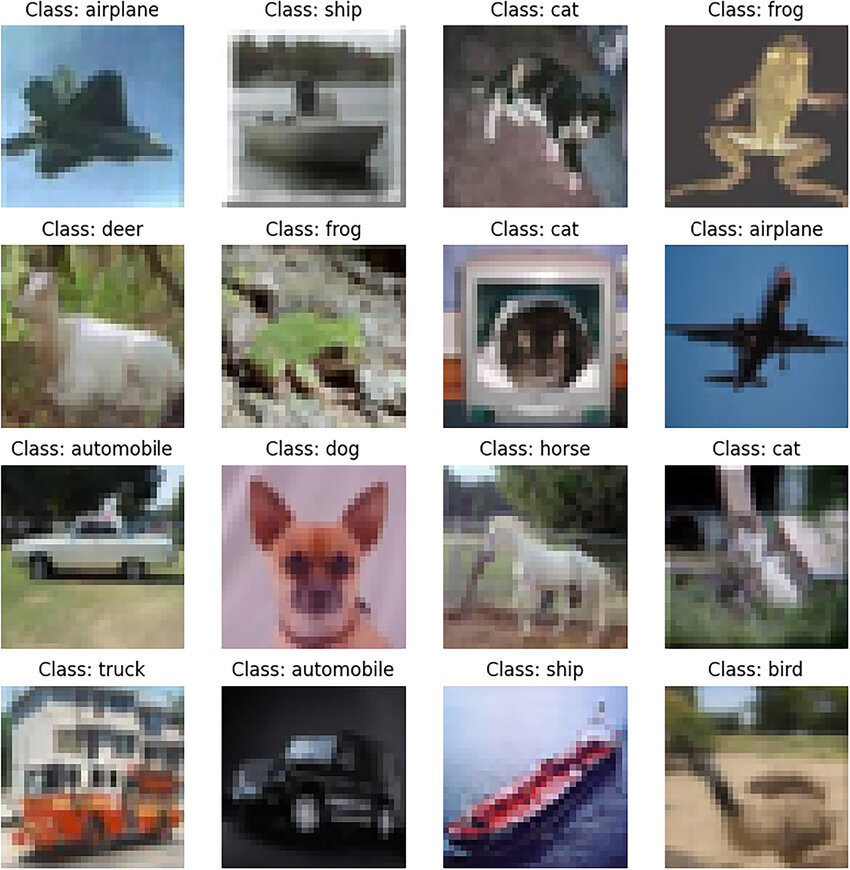 Class: airplane
Class: ship
Class: cat
Class: frog
Class: deer
Class: frog
Class: cat
Class: airplane
Class: automobile
Class: dog
Class: horse
Class: cat
Class: truck
Class: automobile
Class: ship
Class: bird